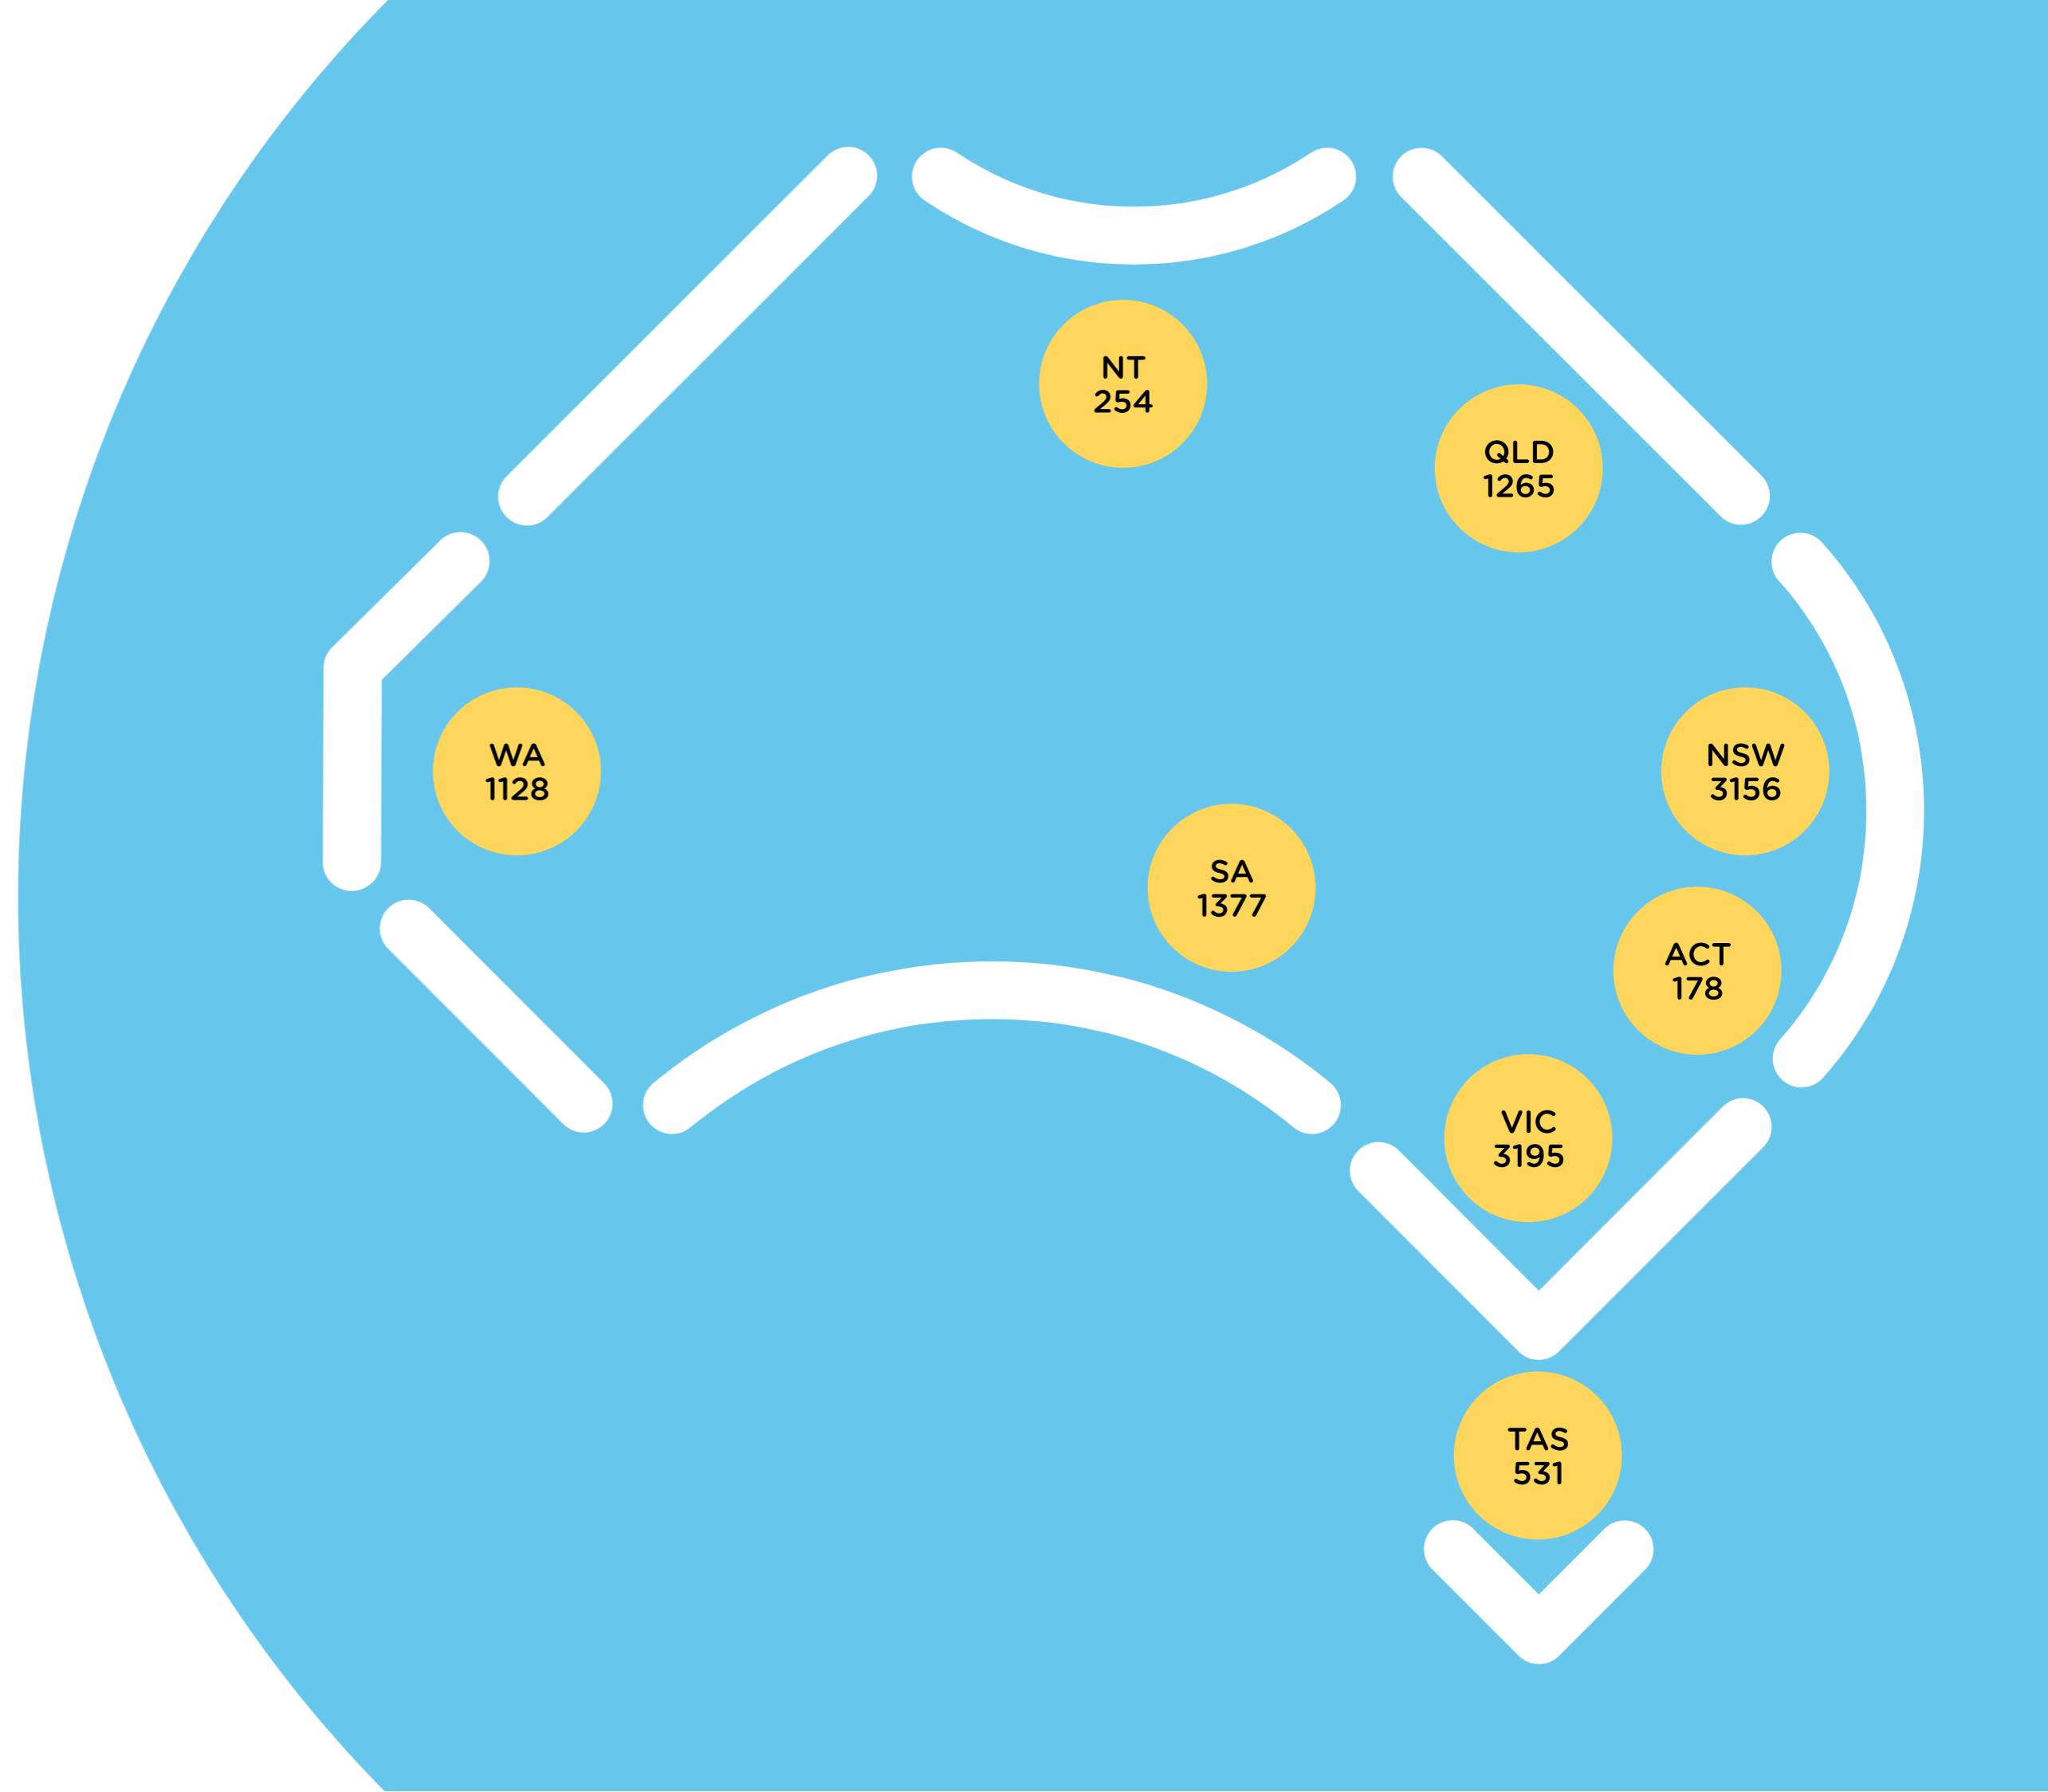 NT
254
QLD
1265
WA
1128
NSW
3156
SA
1377
ACT
178
VIC
3195
TAS
531